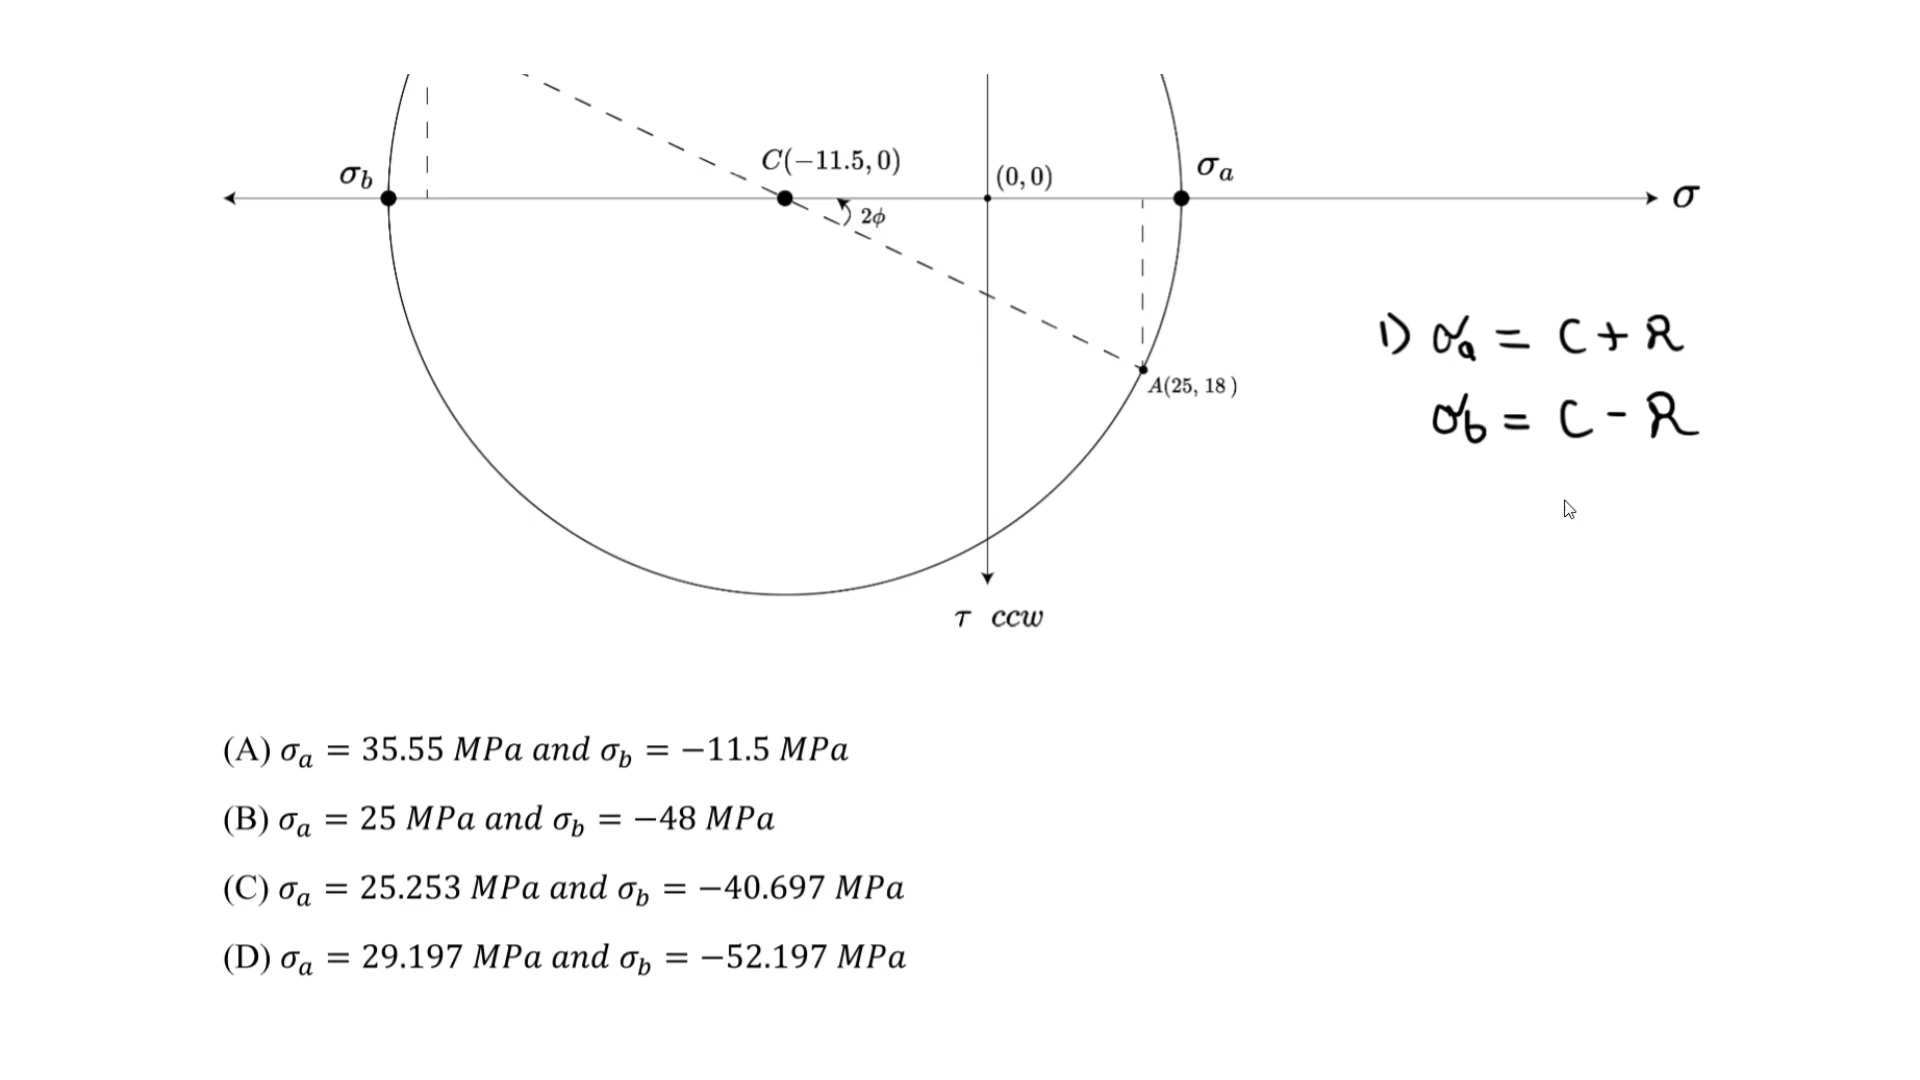 C(−11.5, 0)
σb
(0, 0)
σa
σ
2ϕ
1) σa = C + R
A(25, 18 )
σb = C - R
τ ccw
(A) σa = 35.55 MPa and σb = −11.5 MPa
(B) σa = 25 MPa and σb = −48 MPa
(C) σa = 25.253 MPa and σb = −40.697 MPa
(D) σa = 29.197 MPa and σb = −52.197 MPa